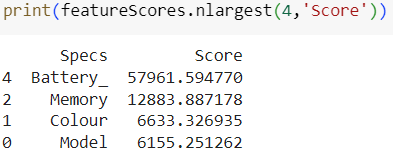 print(featureScores.nlargest(4,'Score'))
Specs Score
4 Battery_ 57961.594770
2 Memory 12883.887178
1 Colour 6633.326935
0 Model 6155.251262